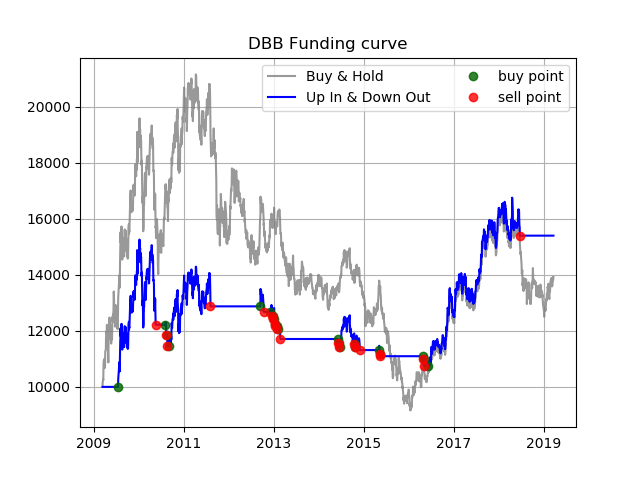 DBB Funding curve
Buy & Hold
Up In & Down Out
buy point
sell point
20000
18000
16000
14000
12000
10000
2009 2011 2013 2015 2017 2019